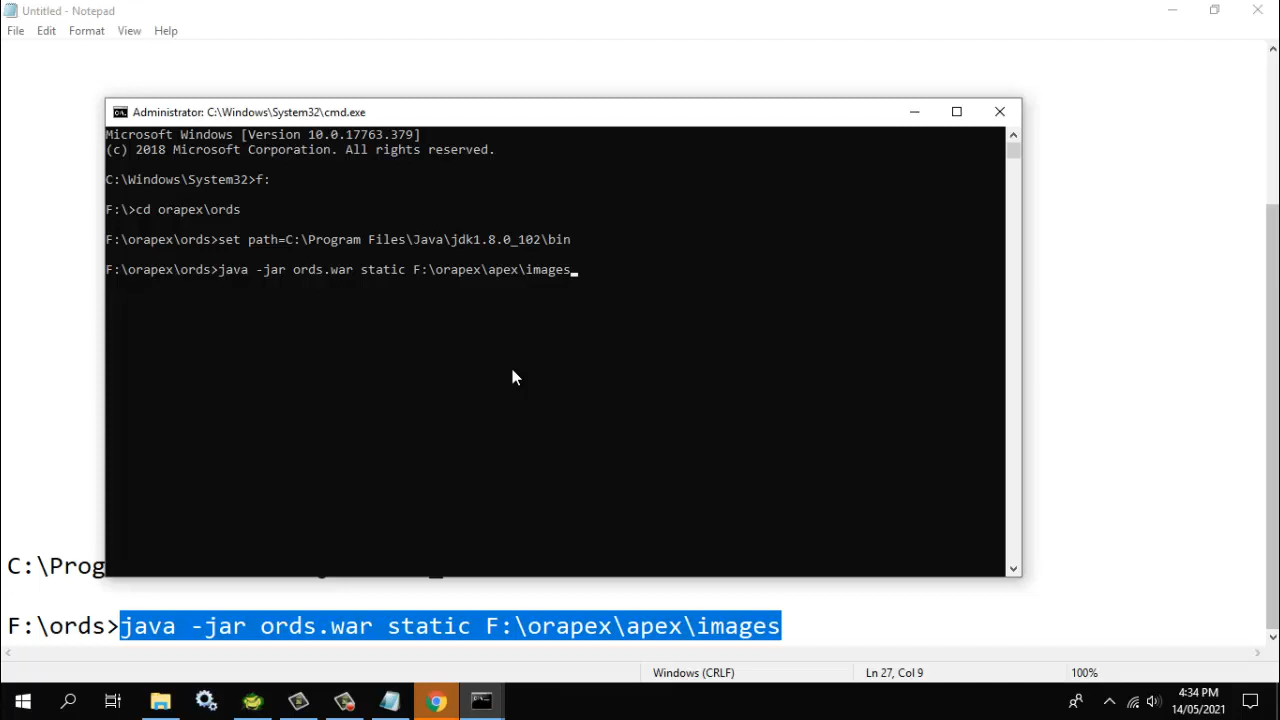 Untitled - Notepad
File Edit Format View Help
Administrator: C:\Windows\System32\cmd.exe
Microsoft Windows [Version 10.0.17763.379]
(c) 2018 Microsoft Corporation. All rights reserved.
C:\Windows\System32>f:
F:\>cd orapex\ords
F:\orapex\ords>set path=C:\Program Files\Java\jdk1.8.0_102\bin
F:\orapex\ords>java -jar ords.war static F:\orapex\apex\images
C:\Prog
F:\ords>java -jar ords.war static F:\orapex\apex\images
Windows (CRLF) Ln 27, Col 9 100%
4:34 PM
14/05/2021